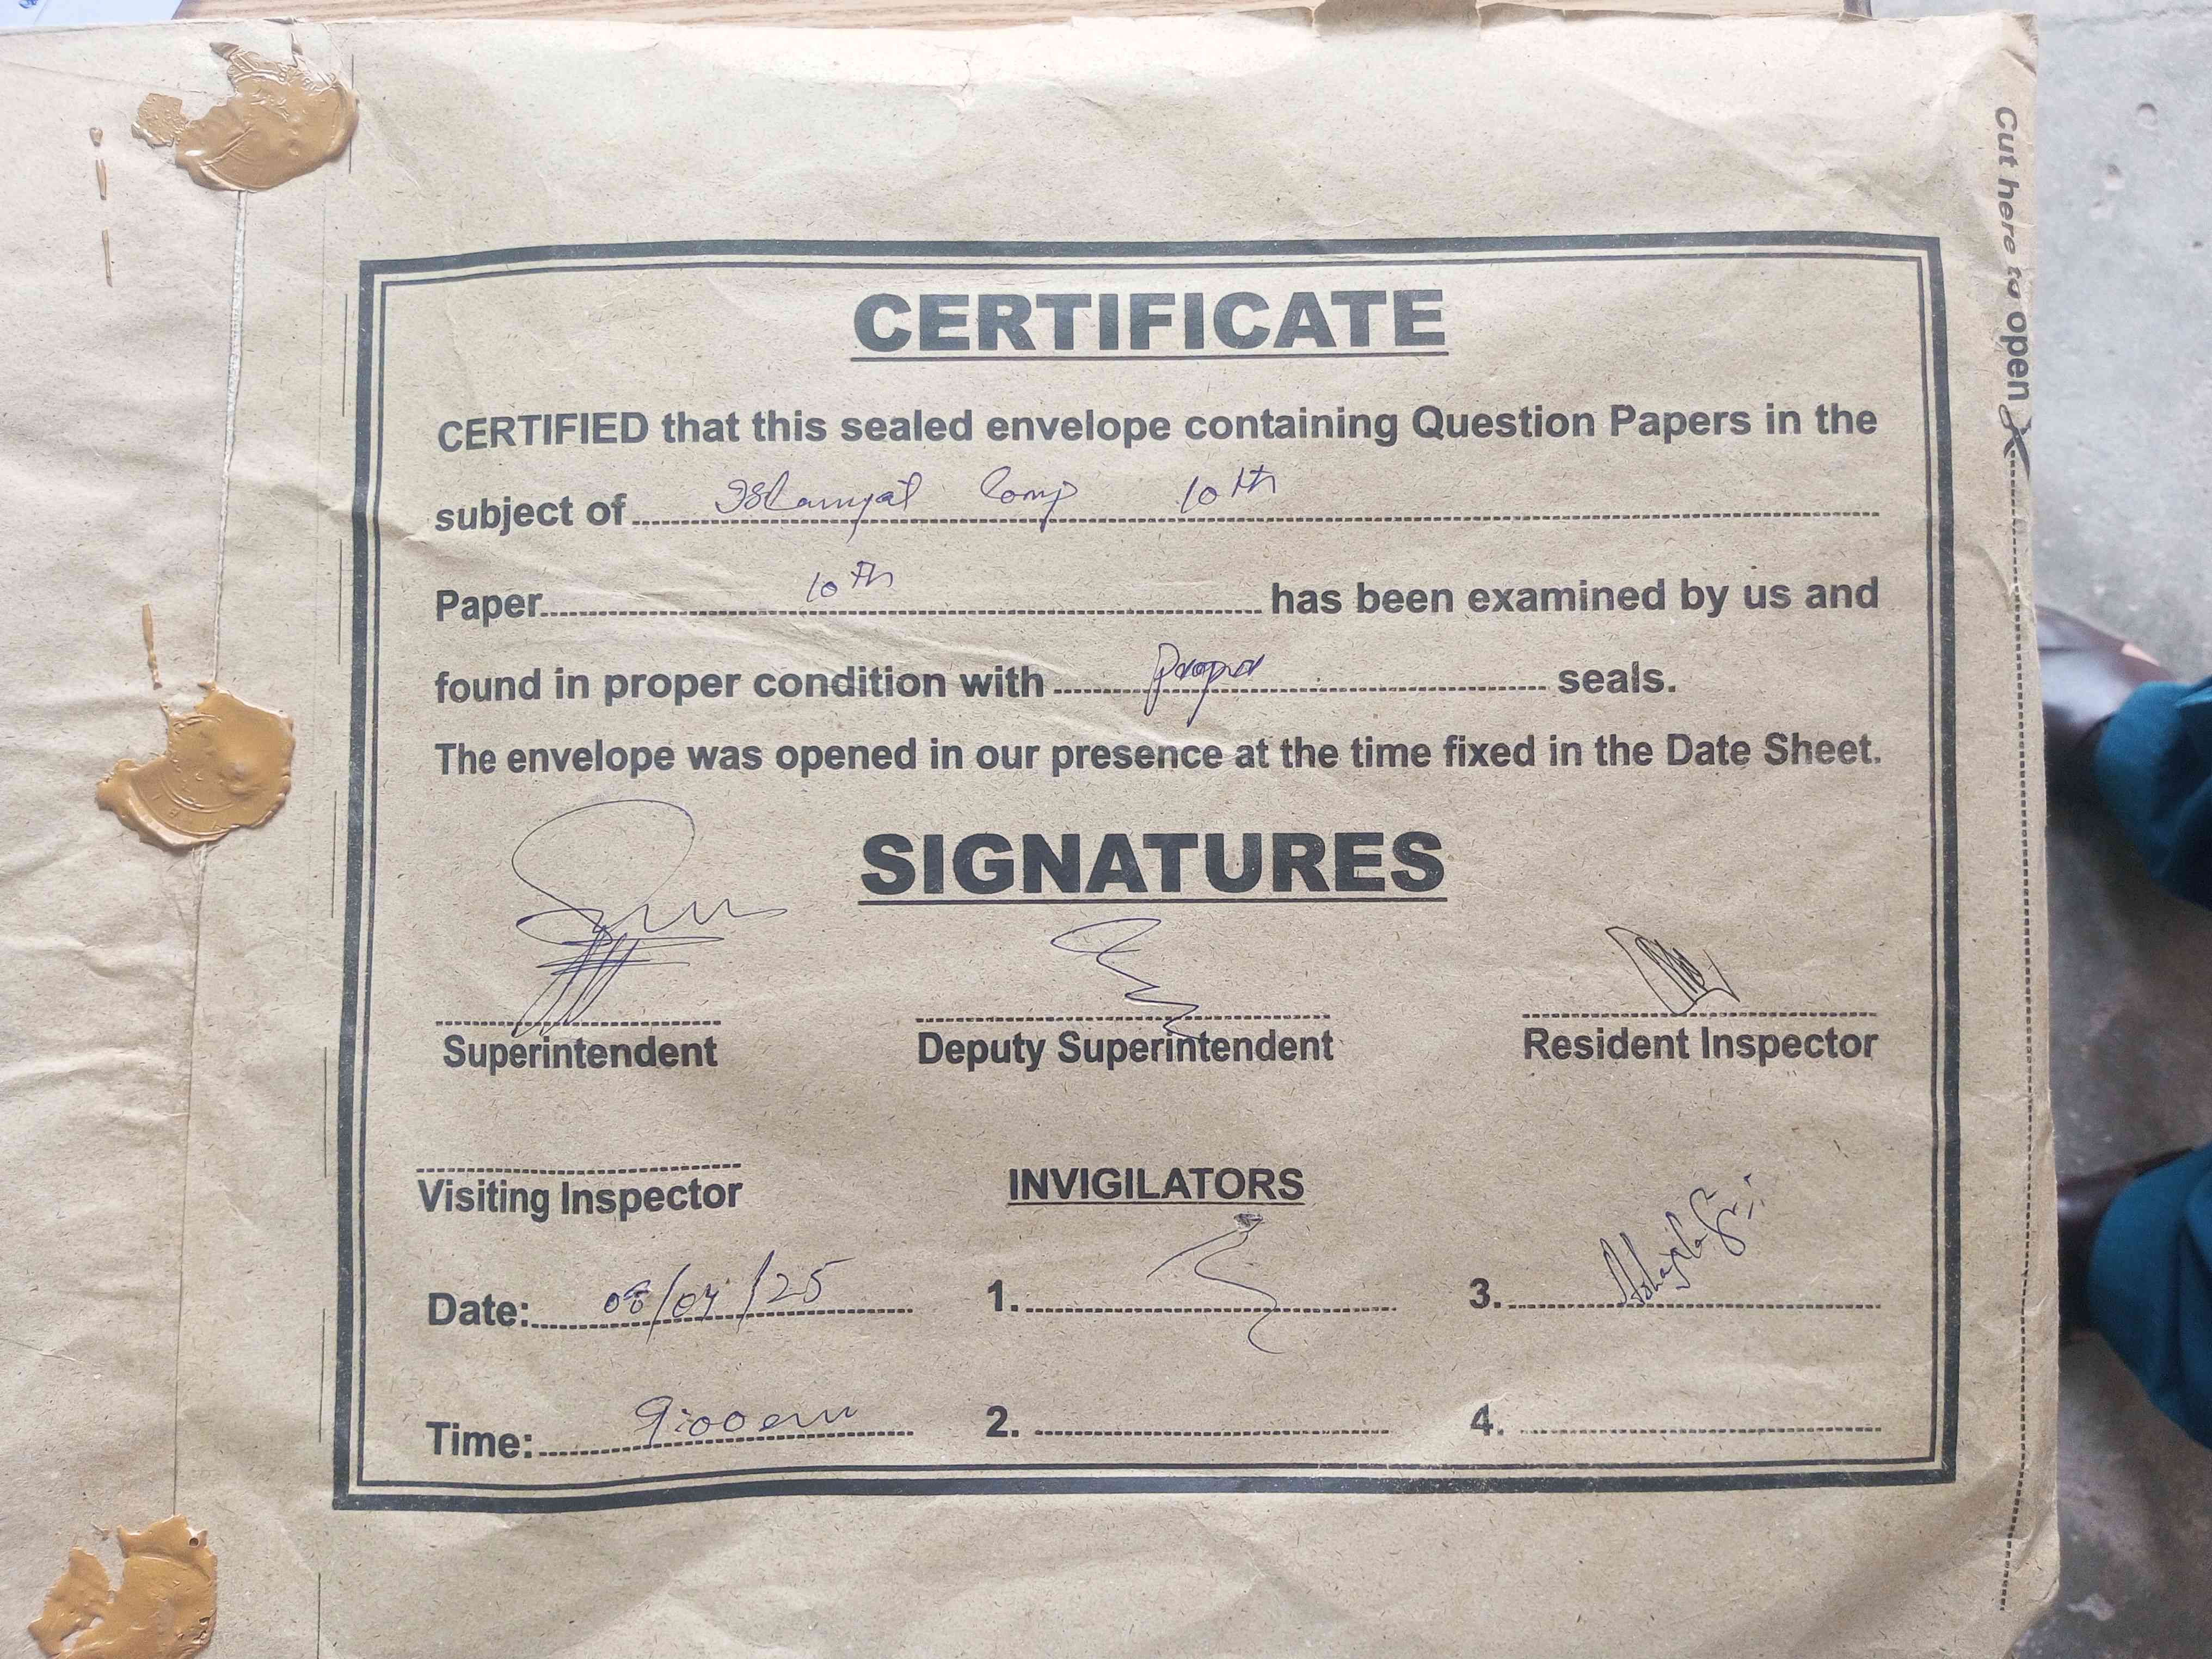 CERTIFICATE
CERTIFIED that this sealed envelope containing Question Papers in the
subject of Islamyat Comp 10th
Paper 10th has been examined by us and
found in proper condition with proper seals.
The envelope was opened in our presence at the time fixed in the Date Sheet.
SIGNATURES
Superintendent
Deputy Superintendent
Resident Inspector
Visiting Inspector
INVIGILATORS
Date: 08/04/25
1.
3.
Time: 9:00 am
2.
4.
Cut here to open